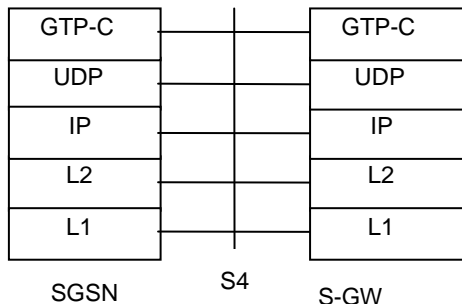 GTP-C GTP-C
UDP UDP
IP IP
L2 L2
L1 L1
SGSN S4 S-GW